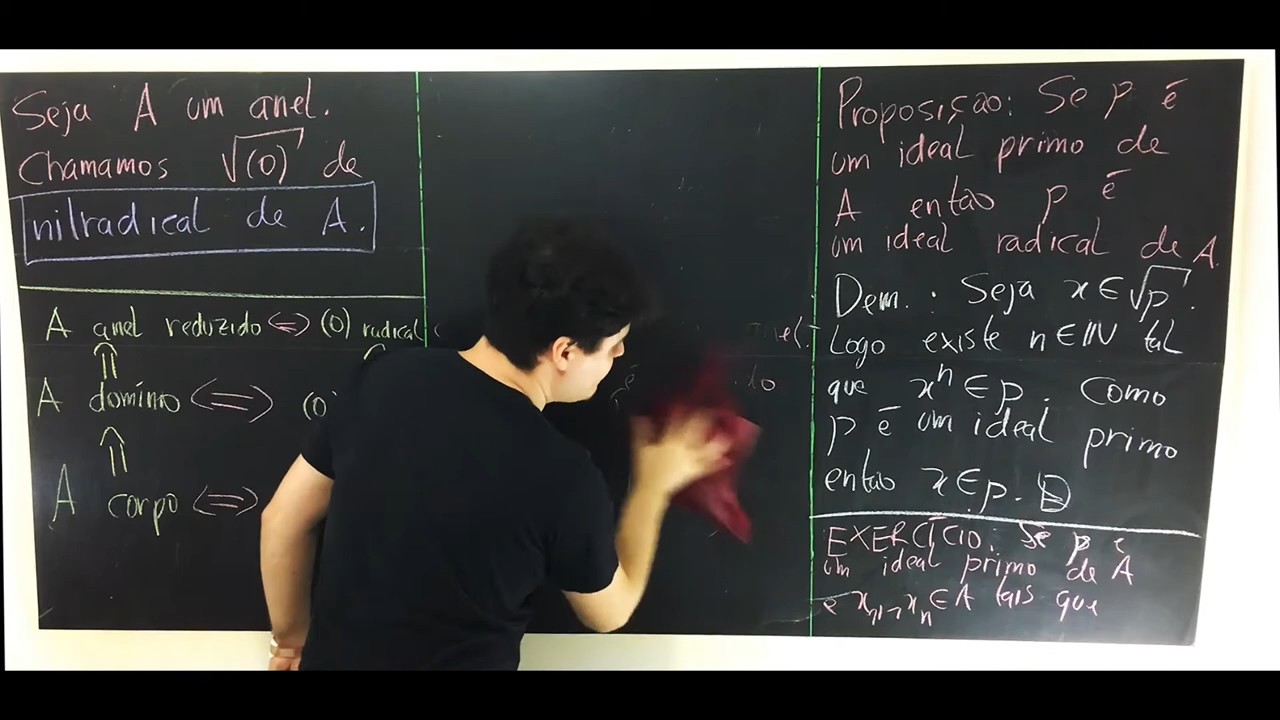 Seja A um anel.
Chamamos √(0) de
nilradical de A.
A anel reduzido ⇔ (0) radical
⇑
A domínio ⇔ (0)
⇑
A corpo ⇔
Proposição: Se p é
um ideal primo de
A então p é
um ideal radical de A.
Dem.: Seja x ∈ √p.
Logo existe n ∈ ℕ tal
que xⁿ ∈ p. Como
p é um ideal primo
então x ∈ p. □
EXERCÍCIO: Se p é
um ideal primo de A
e x₁,..., xₙ ∈ A tais que